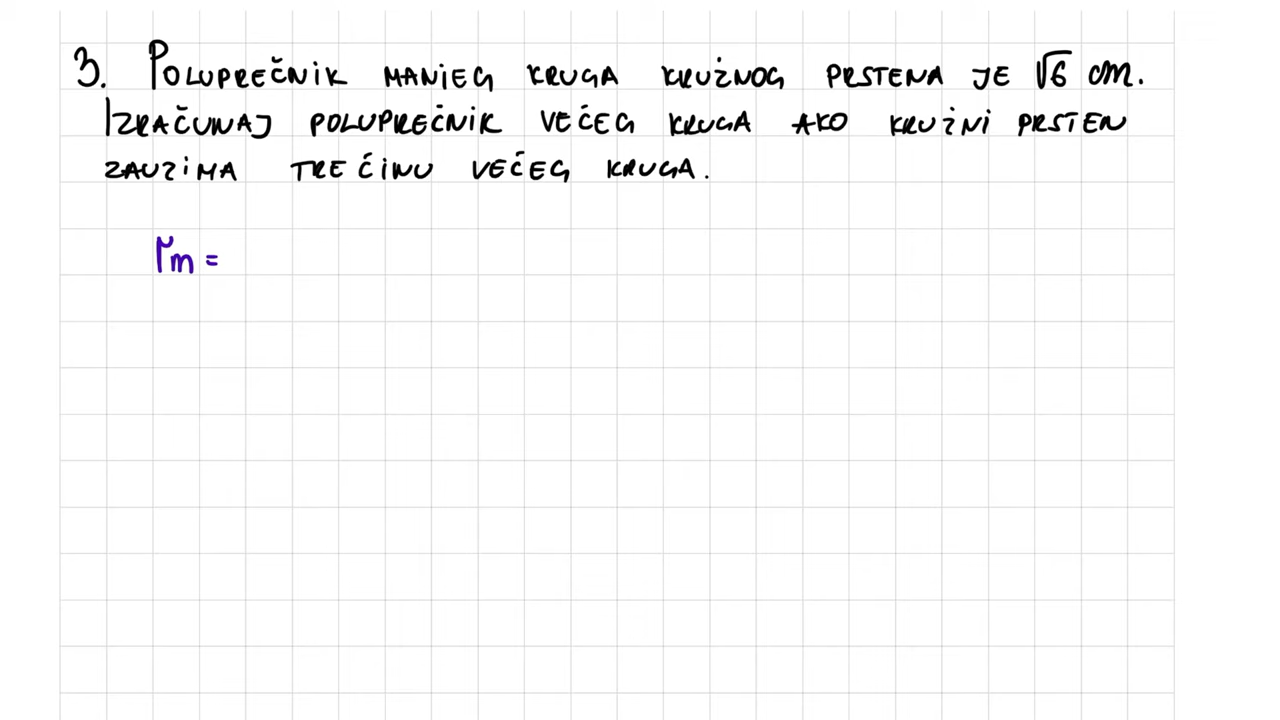 3. POLUPREČNIK MANJEG KRUGA KRUŽNOG PRSTENA JE √6 cm.
IZRAČUNAJ POLUPREČNIK VEĆEG KRUGA AKO KRUŽNI PRSTEN
ZAUZIMA TREĆINU VEĆEG KRUGA.
rm =